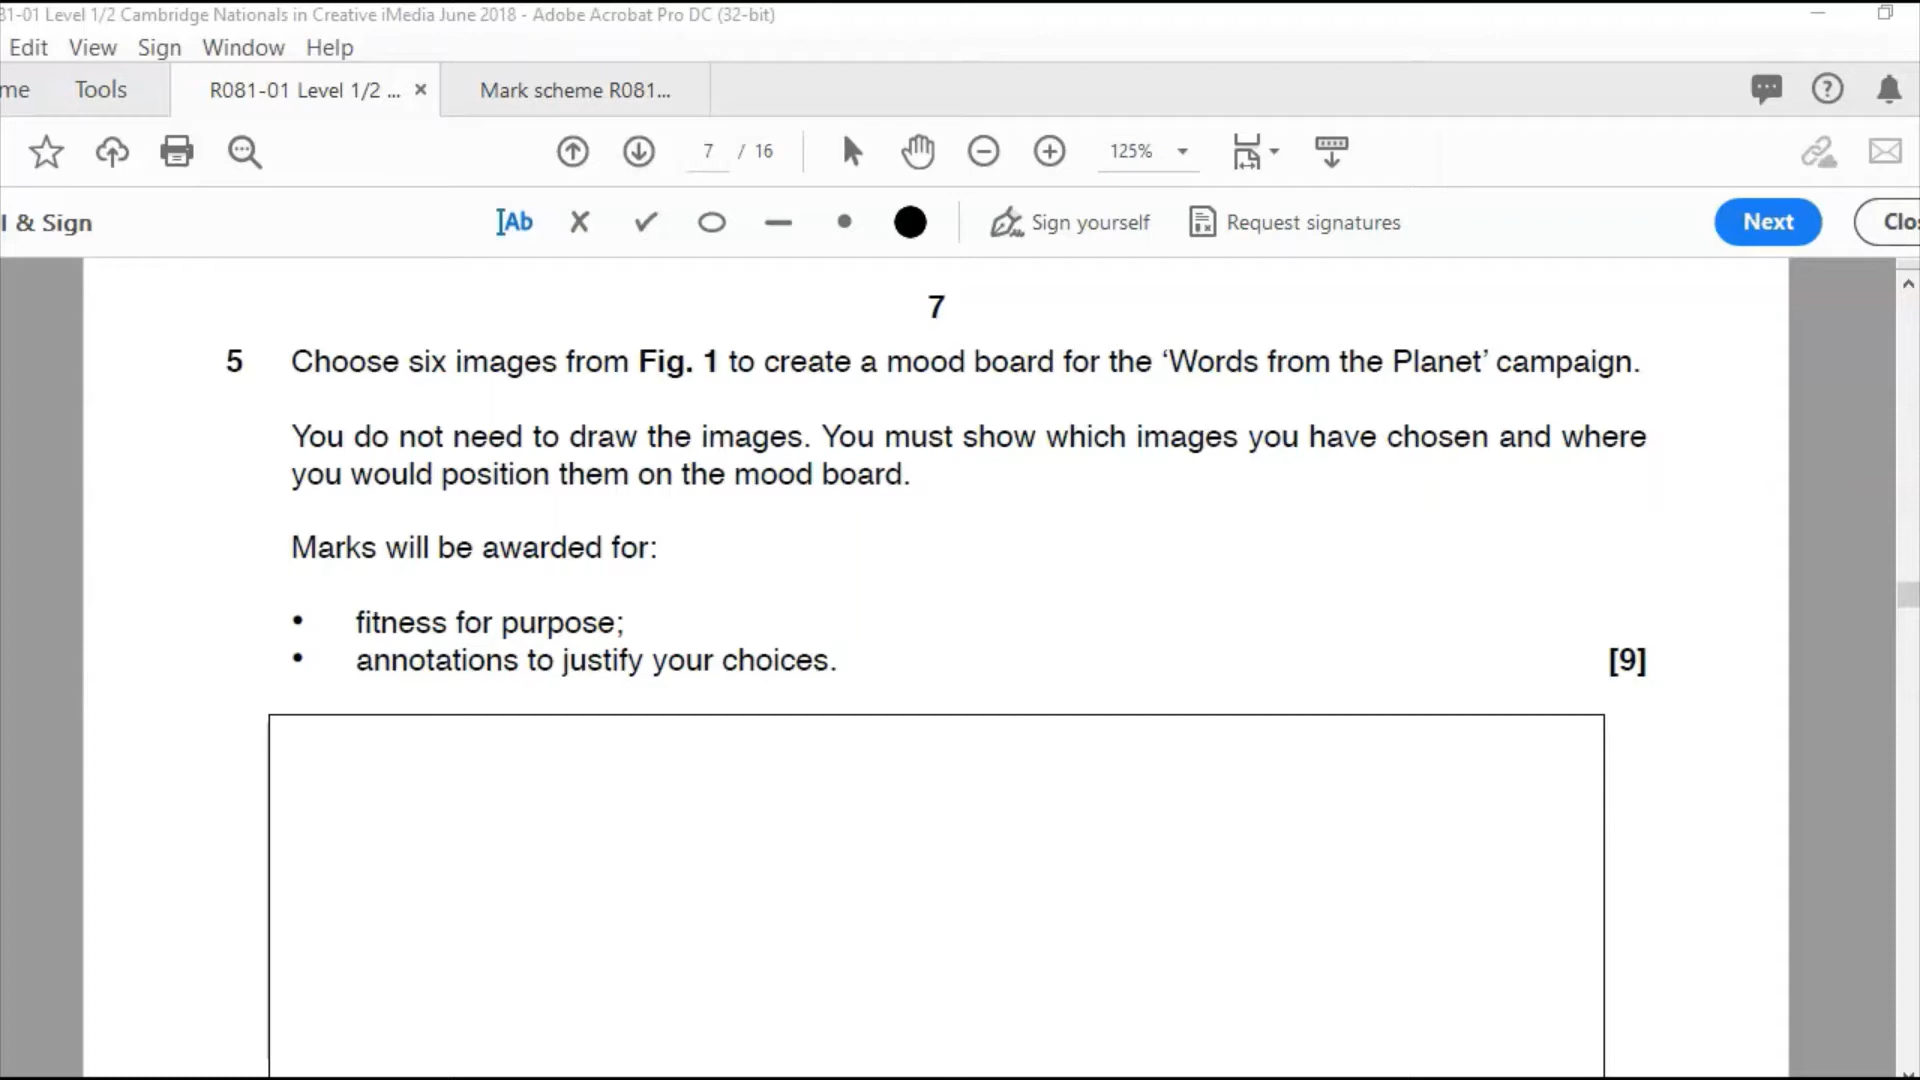 81-01 Level 1/2 Cambridge Nationals in Creative iMedia June 2018 - Adobe Acrobat Pro DC (32-bit)
Edit View Sign Window Help
me Tools R081-01 Level 1/2 ... × Mark scheme R081...
7 / 16 125%
l & Sign Ab Sign yourself Request signatures Next Clo
7
5 Choose six images from Fig. 1 to create a mood board for the ‘Words from the Planet’ campaign.
You do not need to draw the images. You must show which images you have chosen and where
you would position them on the mood board.
Marks will be awarded for:
• fitness for purpose;
• annotations to justify your choices. [9]